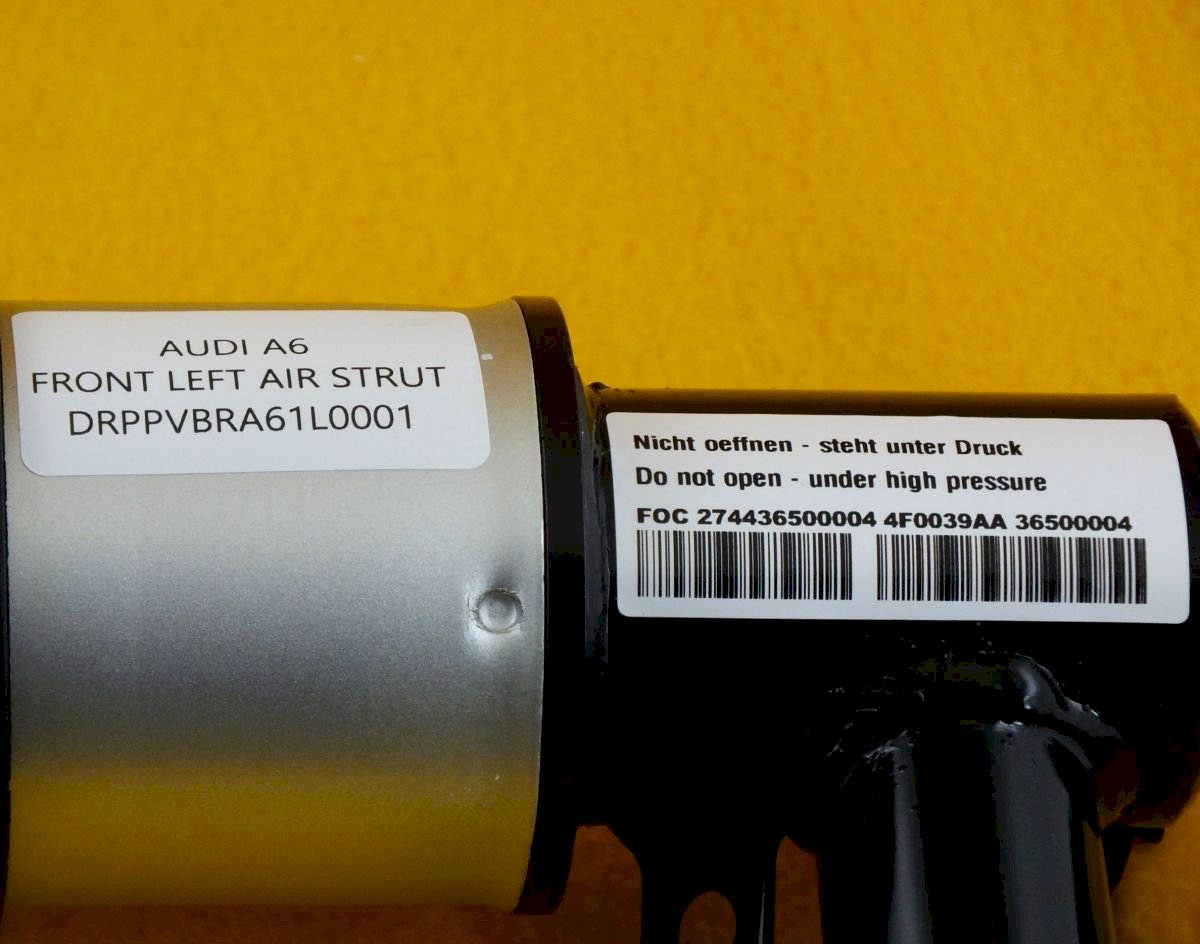 AUDI A6
FRONT LEFT AIR STRUT
DRPPVBRA61L0001
Nicht oeffnen - steht unter Druck
Do not open - under high pressure
FOC 274436500004 4F0039AA 36500004